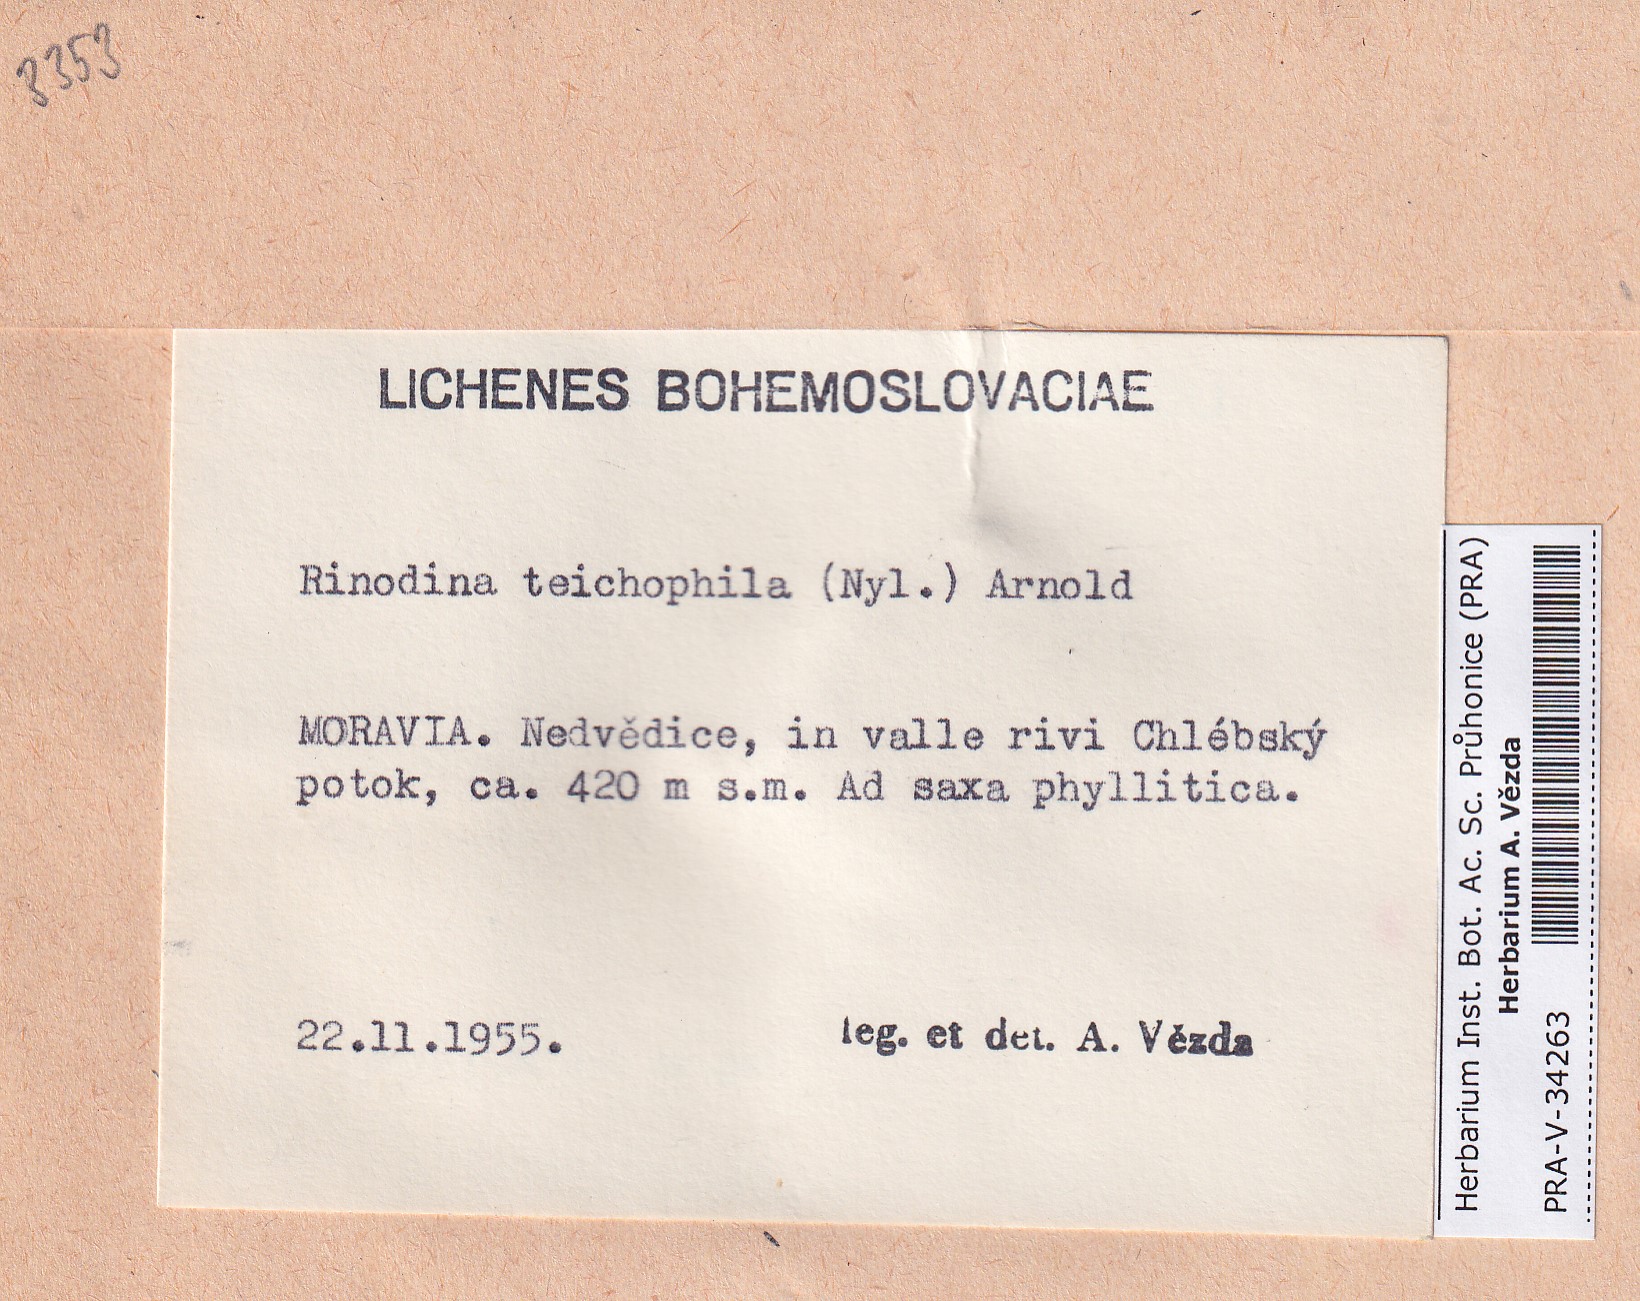 8353
LICHENES BOHEMOSLOVACIAE
Rinodina teichophila (Nyl.) Arnold
MORAVIA. Nedvědice, in valle rivi Chlébský
potok, ca. 420 m s.m. Ad saxa phyllitica.
22.11.1955.
leg. et det. A. Vězda
Herbarium Inst. Bot. Ac. Sc. Průhonice (PRA)
Herbarium A. Vězda
PRA-V-34263